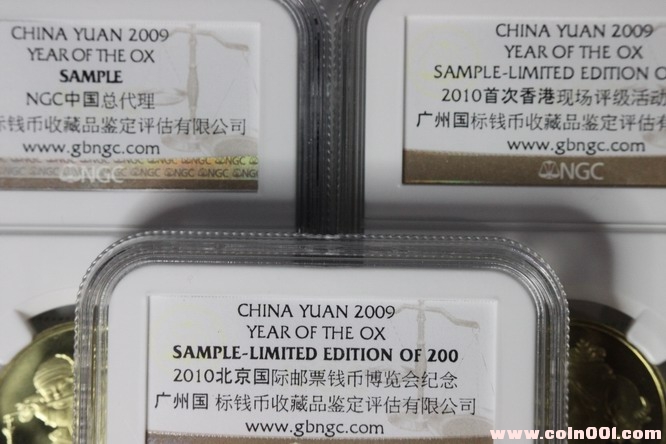 CHINA YUAN 2009
YEAR OF THE OX
SAMPLE
NGC中国总代理
标钱币收藏品鉴定评估有限公司
www.gbngc.com
NGC
CHINA YUAN 2009
YEAR OF THE OX
SAMPLE-LIMITED EDITION O
2010首次香港现场评级活动
广州国标钱币收藏品鉴定评估有
www.gbngc.com
NGC
CHINA YUAN 2009
YEAR OF THE OX
SAMPLE-LIMITED EDITION OF 200
2010北京国际邮票钱币博览会纪念
广州国 标钱币收藏品鉴定评估有限公司
www.gbngc.com
www.coin001.com